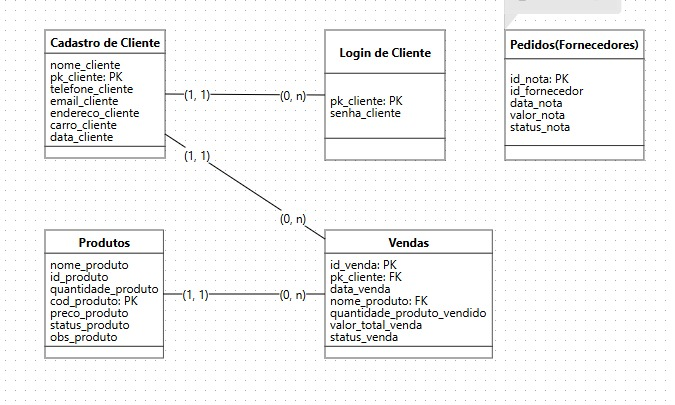 Cadastro de Cliente
nome_cliente
pk_cliente: PK
telefone_cliente
email_cliente
endereco_cliente
carro_cliente
data_cliente
(1, 1)
(0, n)
Login de Cliente
pk_cliente: PK
senha_cliente
Pedidos(Fornecedores)
id_nota: PK
id_fornecedor
data_nota
valor_nota
status_nota
(1, 1)
(0, n)
Produtos
nome_produto
id_produto
quantidade_produto
cod_produto: PK
preco_produto
status_produto
obs_produto
(1, 1)
(0, n)
Vendas
id_venda: PK
pk_cliente: FK
data_venda
nome_produto: FK
quantidade_produto_vendido
valor_total_venda
status_venda